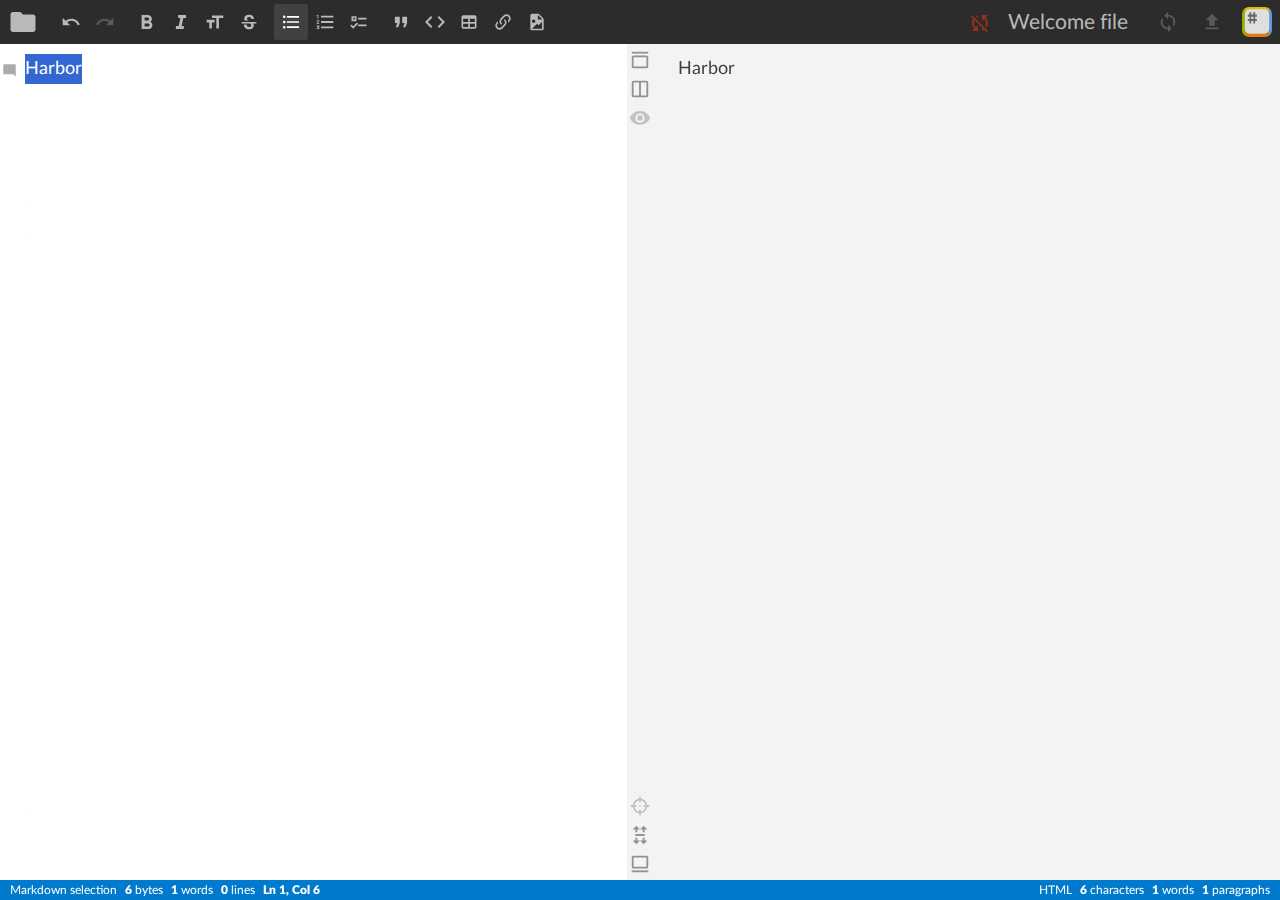 Welcome file
Harbor
Harbor
Markdown selection 6 bytes 1 words 0 lines Ln 1, Col 6
HTML 6 characters 1 words 1 paragraphs